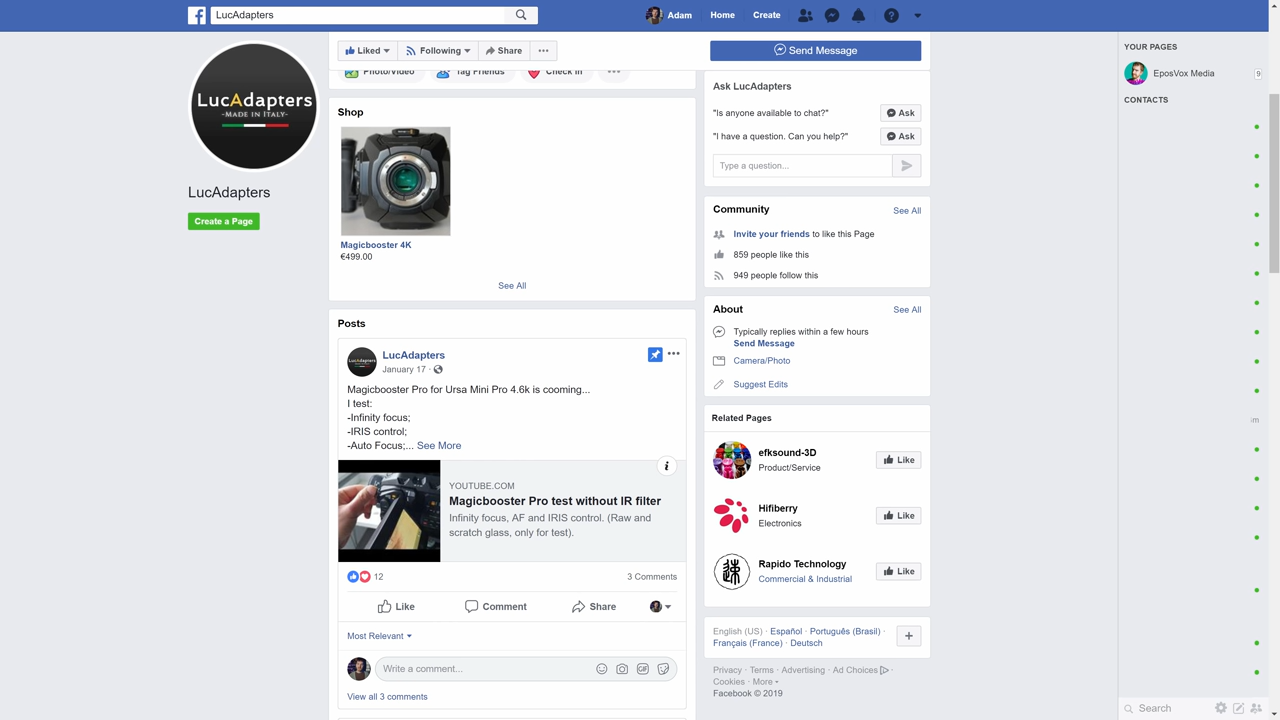 LucAdapters
Adam
Home
Create
LucAdapters
-MADE IN ITALY-
LucAdapters
Create a Page
Liked
Following
Share
Send Message
Photo/Video
Tag Friends
Check in
Shop
Magicbooster 4K
€499.00
See All
Posts
LucAdapters
January 17 ·
Magicbooster Pro for Ursa Mini Pro 4.6k is cooming...
I test:
-Infinity focus;
-IRIS control;
-Auto Focus;... See More
YOUTUBE.COM
Magicbooster Pro test without IR filter
Infinity focus, AF and IRIS control. (Raw and
scratch glass, only for test).
12
3 Comments
Like
Comment
Share
Most Relevant
Write a comment...
GIF
View all 3 comments
Ask LucAdapters
"Is anyone available to chat?"
Ask
"I have a question. Can you help?"
Ask
Type a question...
Community
See All
Invite your friends to like this Page
859 people like this
949 people follow this
About
See All
Typically replies within a few hours
Send Message
Camera/Photo
Suggest Edits
Related Pages
efksound-3D
Product/Service
Like
Hifiberry
Electronics
Like
Rapido Technology
Commercial & Industrial
Like
English (US) · Español · Português (Brasil) ·
Français (France) · Deutsch
Privacy · Terms · Advertising · Ad Choices ·
Cookies · More
Facebook © 2019
YOUR PAGES
EposVox Media
9
CONTACTS
Search